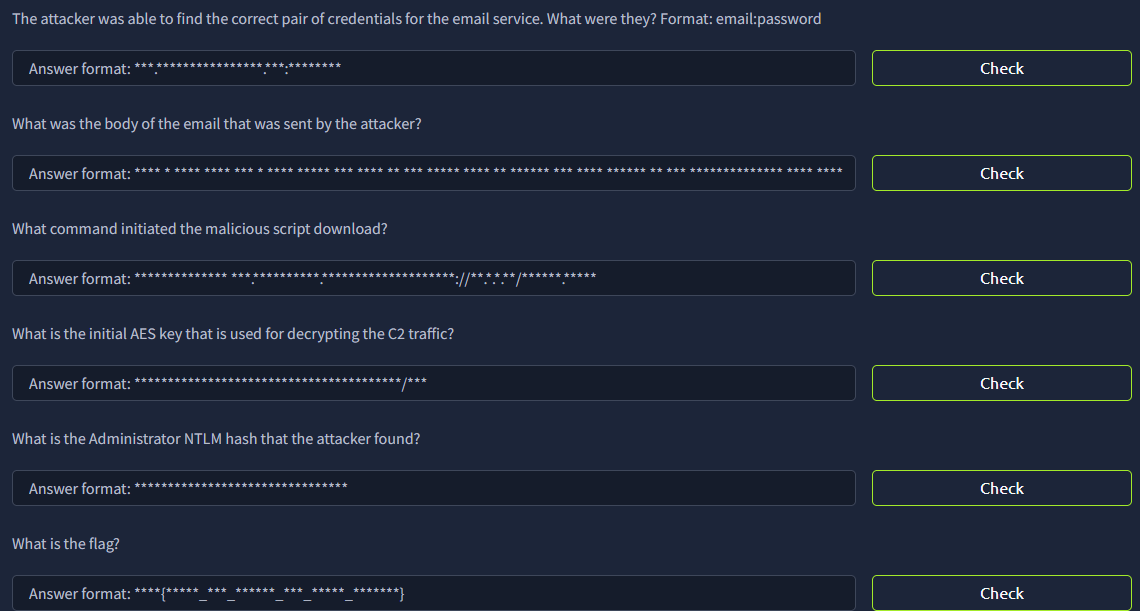 The attacker was able to find the correct pair of credentials for the email service. What were they? Format: email:password
Answer format: ***.****************.***:********
Check
What was the body of the email that was sent by the attacker?
Answer format: **** * **** **** *** * **** ***** *** **** ** *** ***** **** ** ****** *** **** ****** ** *** ************** **** ****
Check
What command initiated the malicious script download?
Answer format: ************** ***.**********.********************://**.*.*.**/******.*****
Check
What is the initial AES key that is used for decrypting the C2 traffic?
Answer format: ****************************************/***
Check
What is the Administrator NTLM hash that the attacker found?
Answer format: ********************************
Check
What is the flag?
Answer format: ****{*****_***_******_***_*****_*******}
Check